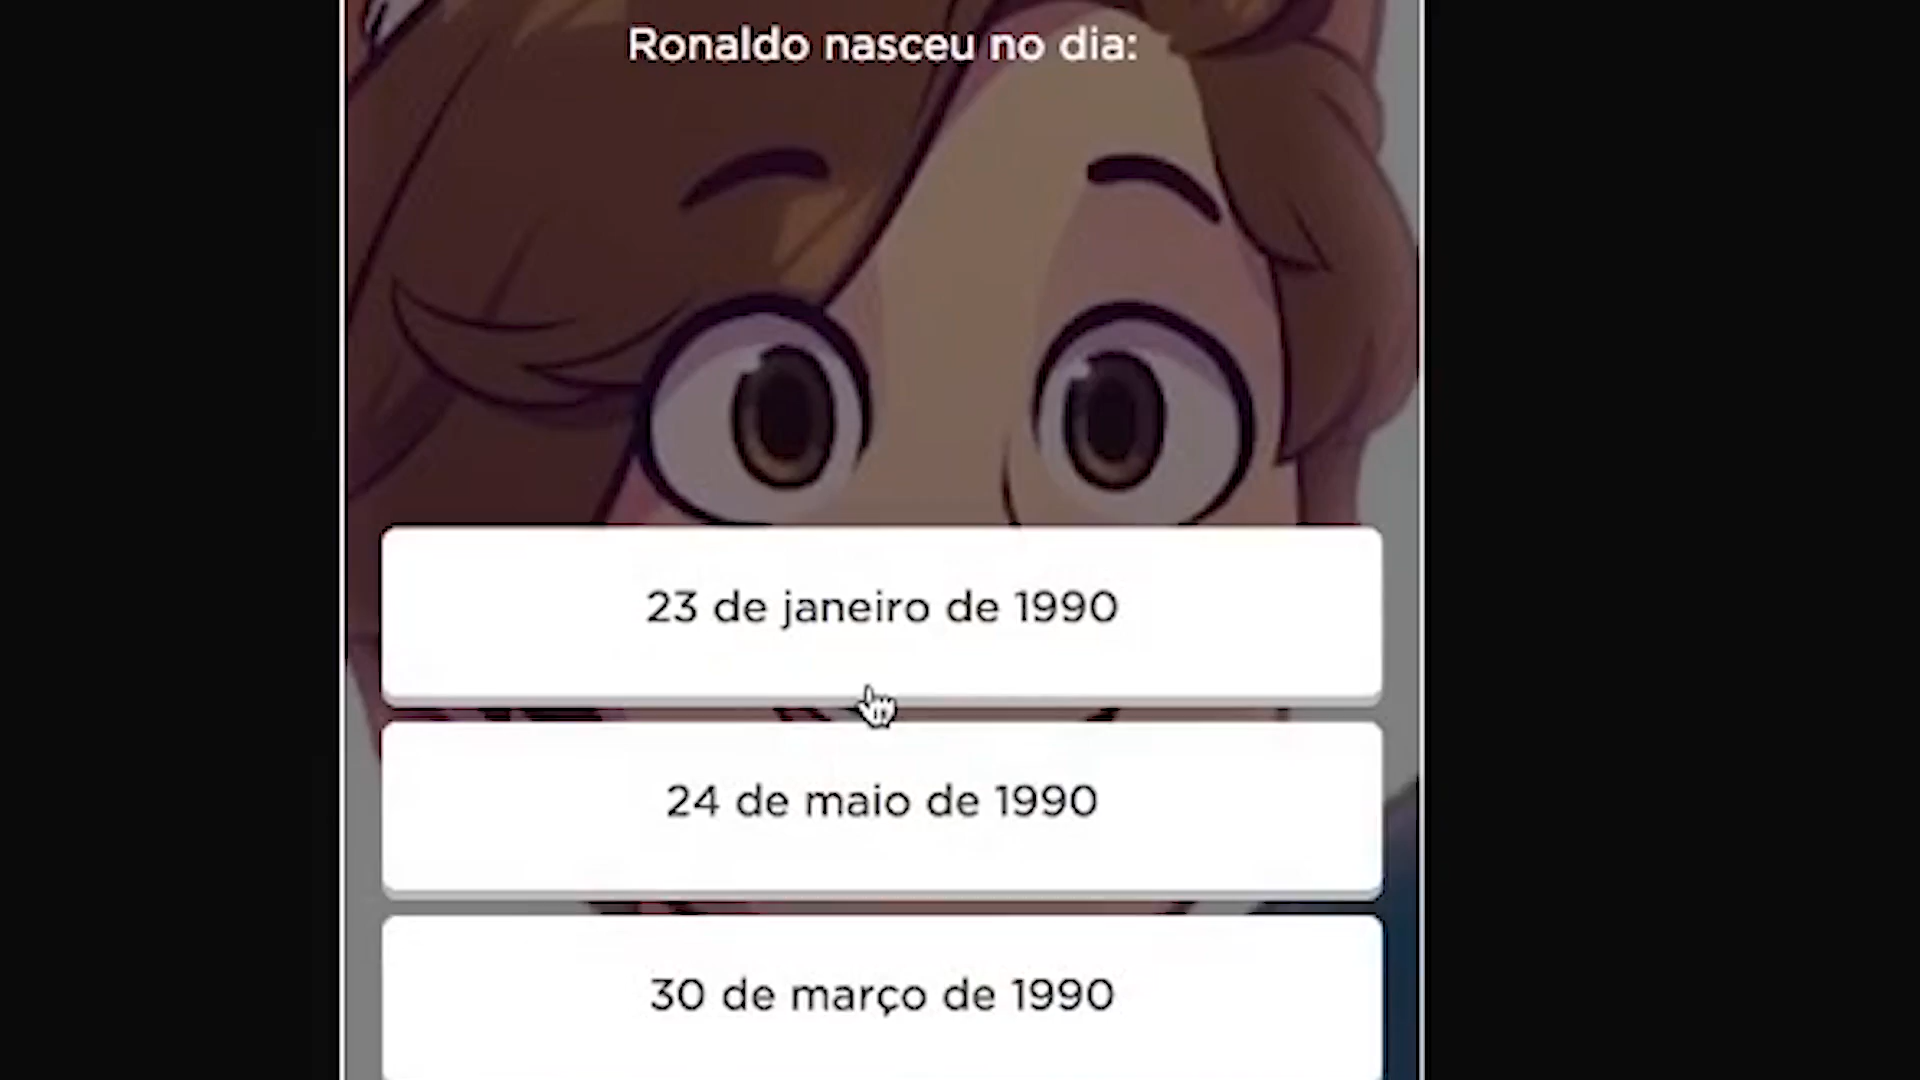 Ronaldo nasceu no dia:
23 de janeiro de 1990
24 de maio de 1990
30 de março de 1990